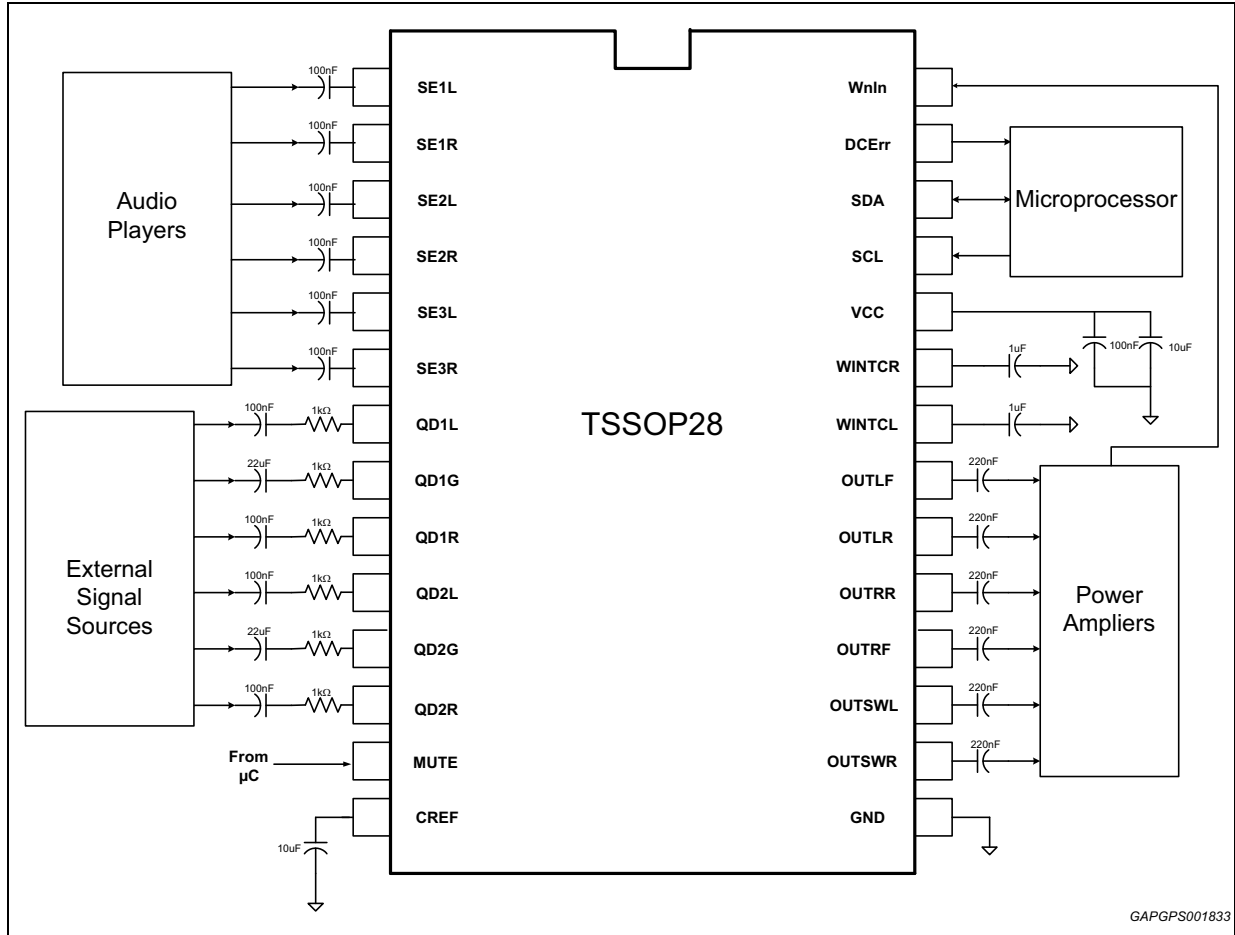 Audio
Players
100nF
SE1L
100nF
SE1R
100nF
SE2L
100nF
SE2R
100nF
SE3L
100nF
SE3R
External
Signal
Sources
100nF
1kΩ
QD1L
22uF
1kΩ
QD1G
100nF
1kΩ
QD1R
100nF
1kΩ
QD2L
22uF
1kΩ
QD2G
100nF
1kΩ
QD2R
From
µC
MUTE
10uF
CREF
TSSOP28
WnIn
DCErr
SDA
SCL
Microprocessor
VCC
100nF
10uF
WINTCR
1uF
WINTCL
1uF
OUTLF
220nF
OUTLR
220nF
OUTRR
220nF
OUTRF
220nF
OUTSWL
220nF
OUTSWR
220nF
Power
Ampliers
GND
GAPGPS001833